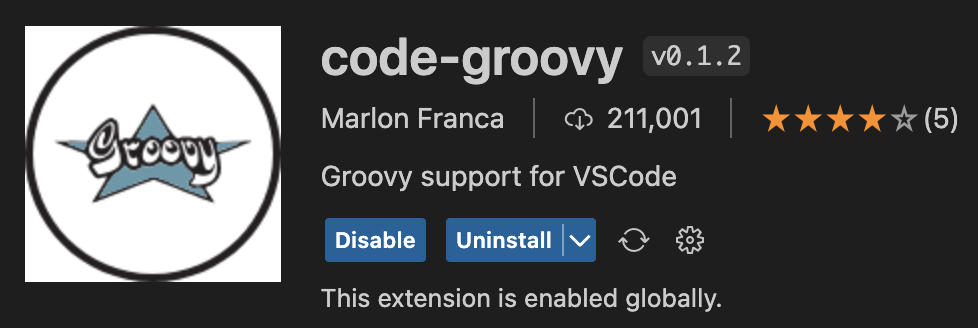 Groovy
code-groovy v0.1.2
Marlon Franca 211,001 (5)
Groovy support for VSCode
Disable Uninstall
This extension is enabled globally.